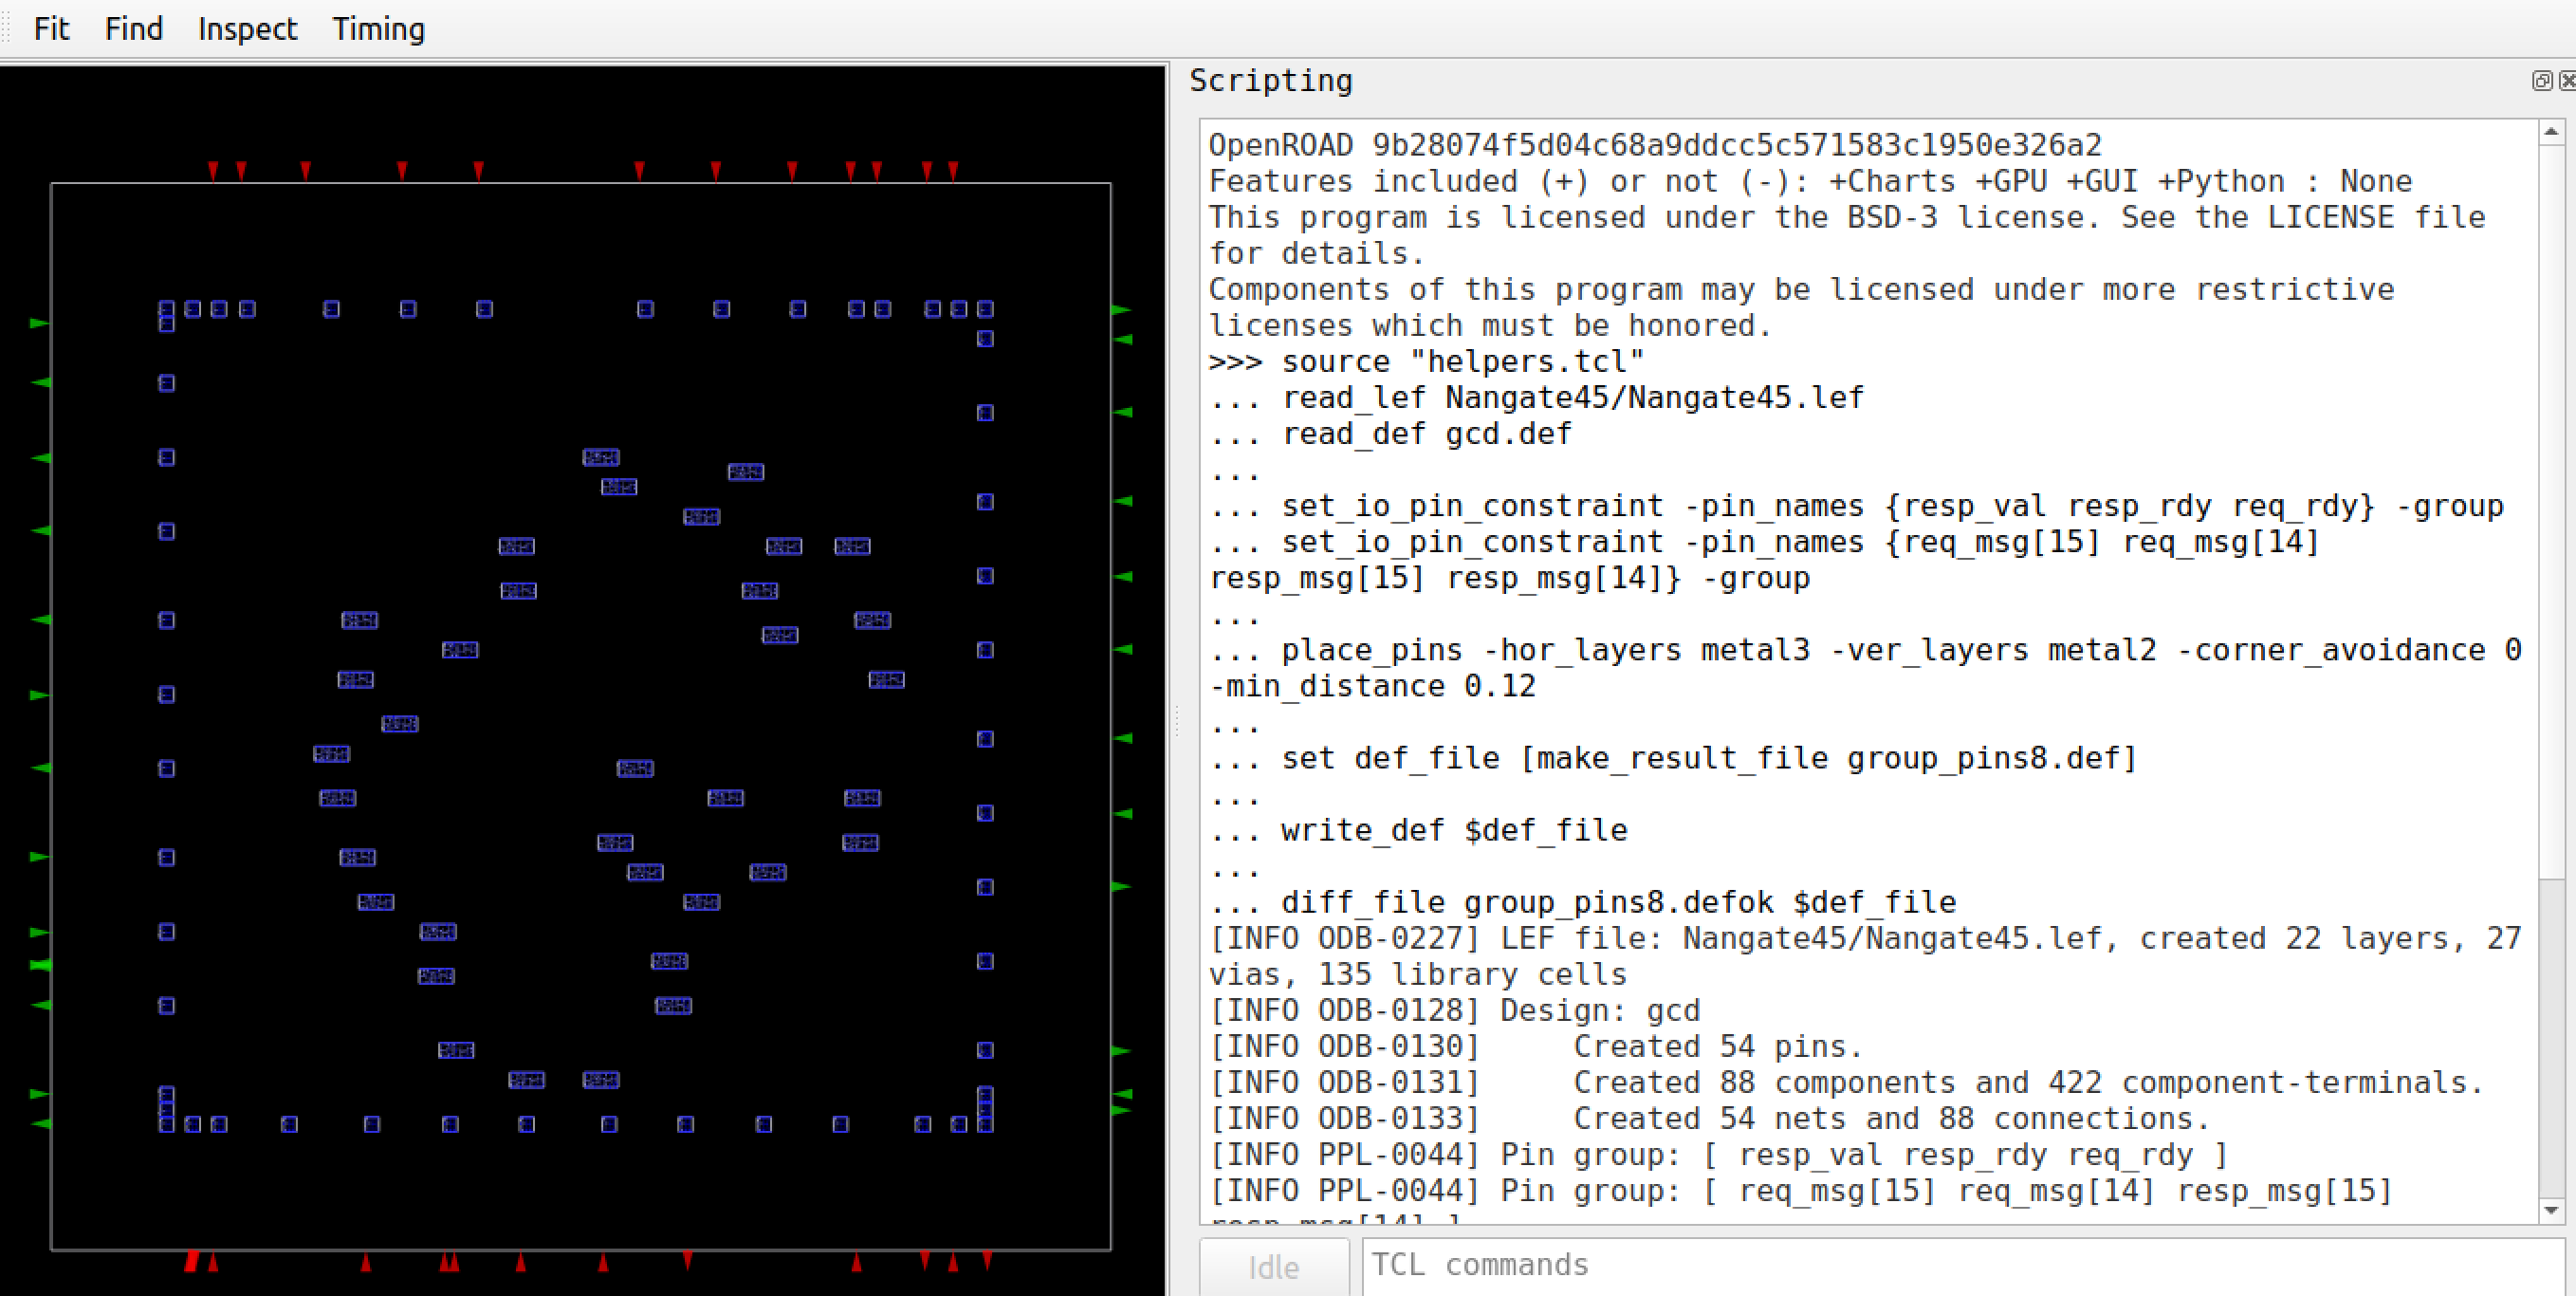 Fit Find Inspect Timing
Scripting
OpenROAD 9b28074f5d04c68a9ddcc5c571583c1950e326a2
Features included (+) or not (-): +Charts +GPU +GUI +Python : None
This program is licensed under the BSD-3 license. See the LICENSE file
for details.
Components of this program may be licensed under more restrictive
licenses which must be honored.
>>> source "helpers.tcl"
... read_lef Nangate45/Nangate45.lef
... read_def gcd.def
...
... set_io_pin_constraint -pin_names {resp_val resp_rdy req_rdy} -group
... set_io_pin_constraint -pin_names {req_msg[15] req_msg[14]
resp_msg[15] resp_msg[14]} -group
...
... place_pins -hor_layers metal3 -ver_layers metal2 -corner_avoidance 0
-min_distance 0.12
...
... set def_file [make_result_file group_pins8.def]
...
... write_def $def_file
...
... diff_file group_pins8.defok $def_file
[INFO ODB-0227] LEF file: Nangate45/Nangate45.lef, created 22 layers, 27
vias, 135 library cells
[INFO ODB-0128] Design: gcd
[INFO ODB-0130]     Created 54 pins.
[INFO ODB-0131]     Created 88 components and 422 component-terminals.
[INFO ODB-0133]     Created 54 nets and 88 connections.
[INFO PPL-0044] Pin group: [ resp_val resp_rdy req_rdy ]
[INFO PPL-0044] Pin group: [ req_msg[15] req_msg[14] resp_msg[15]
resp_msg[14] ]
Idle TCL commands